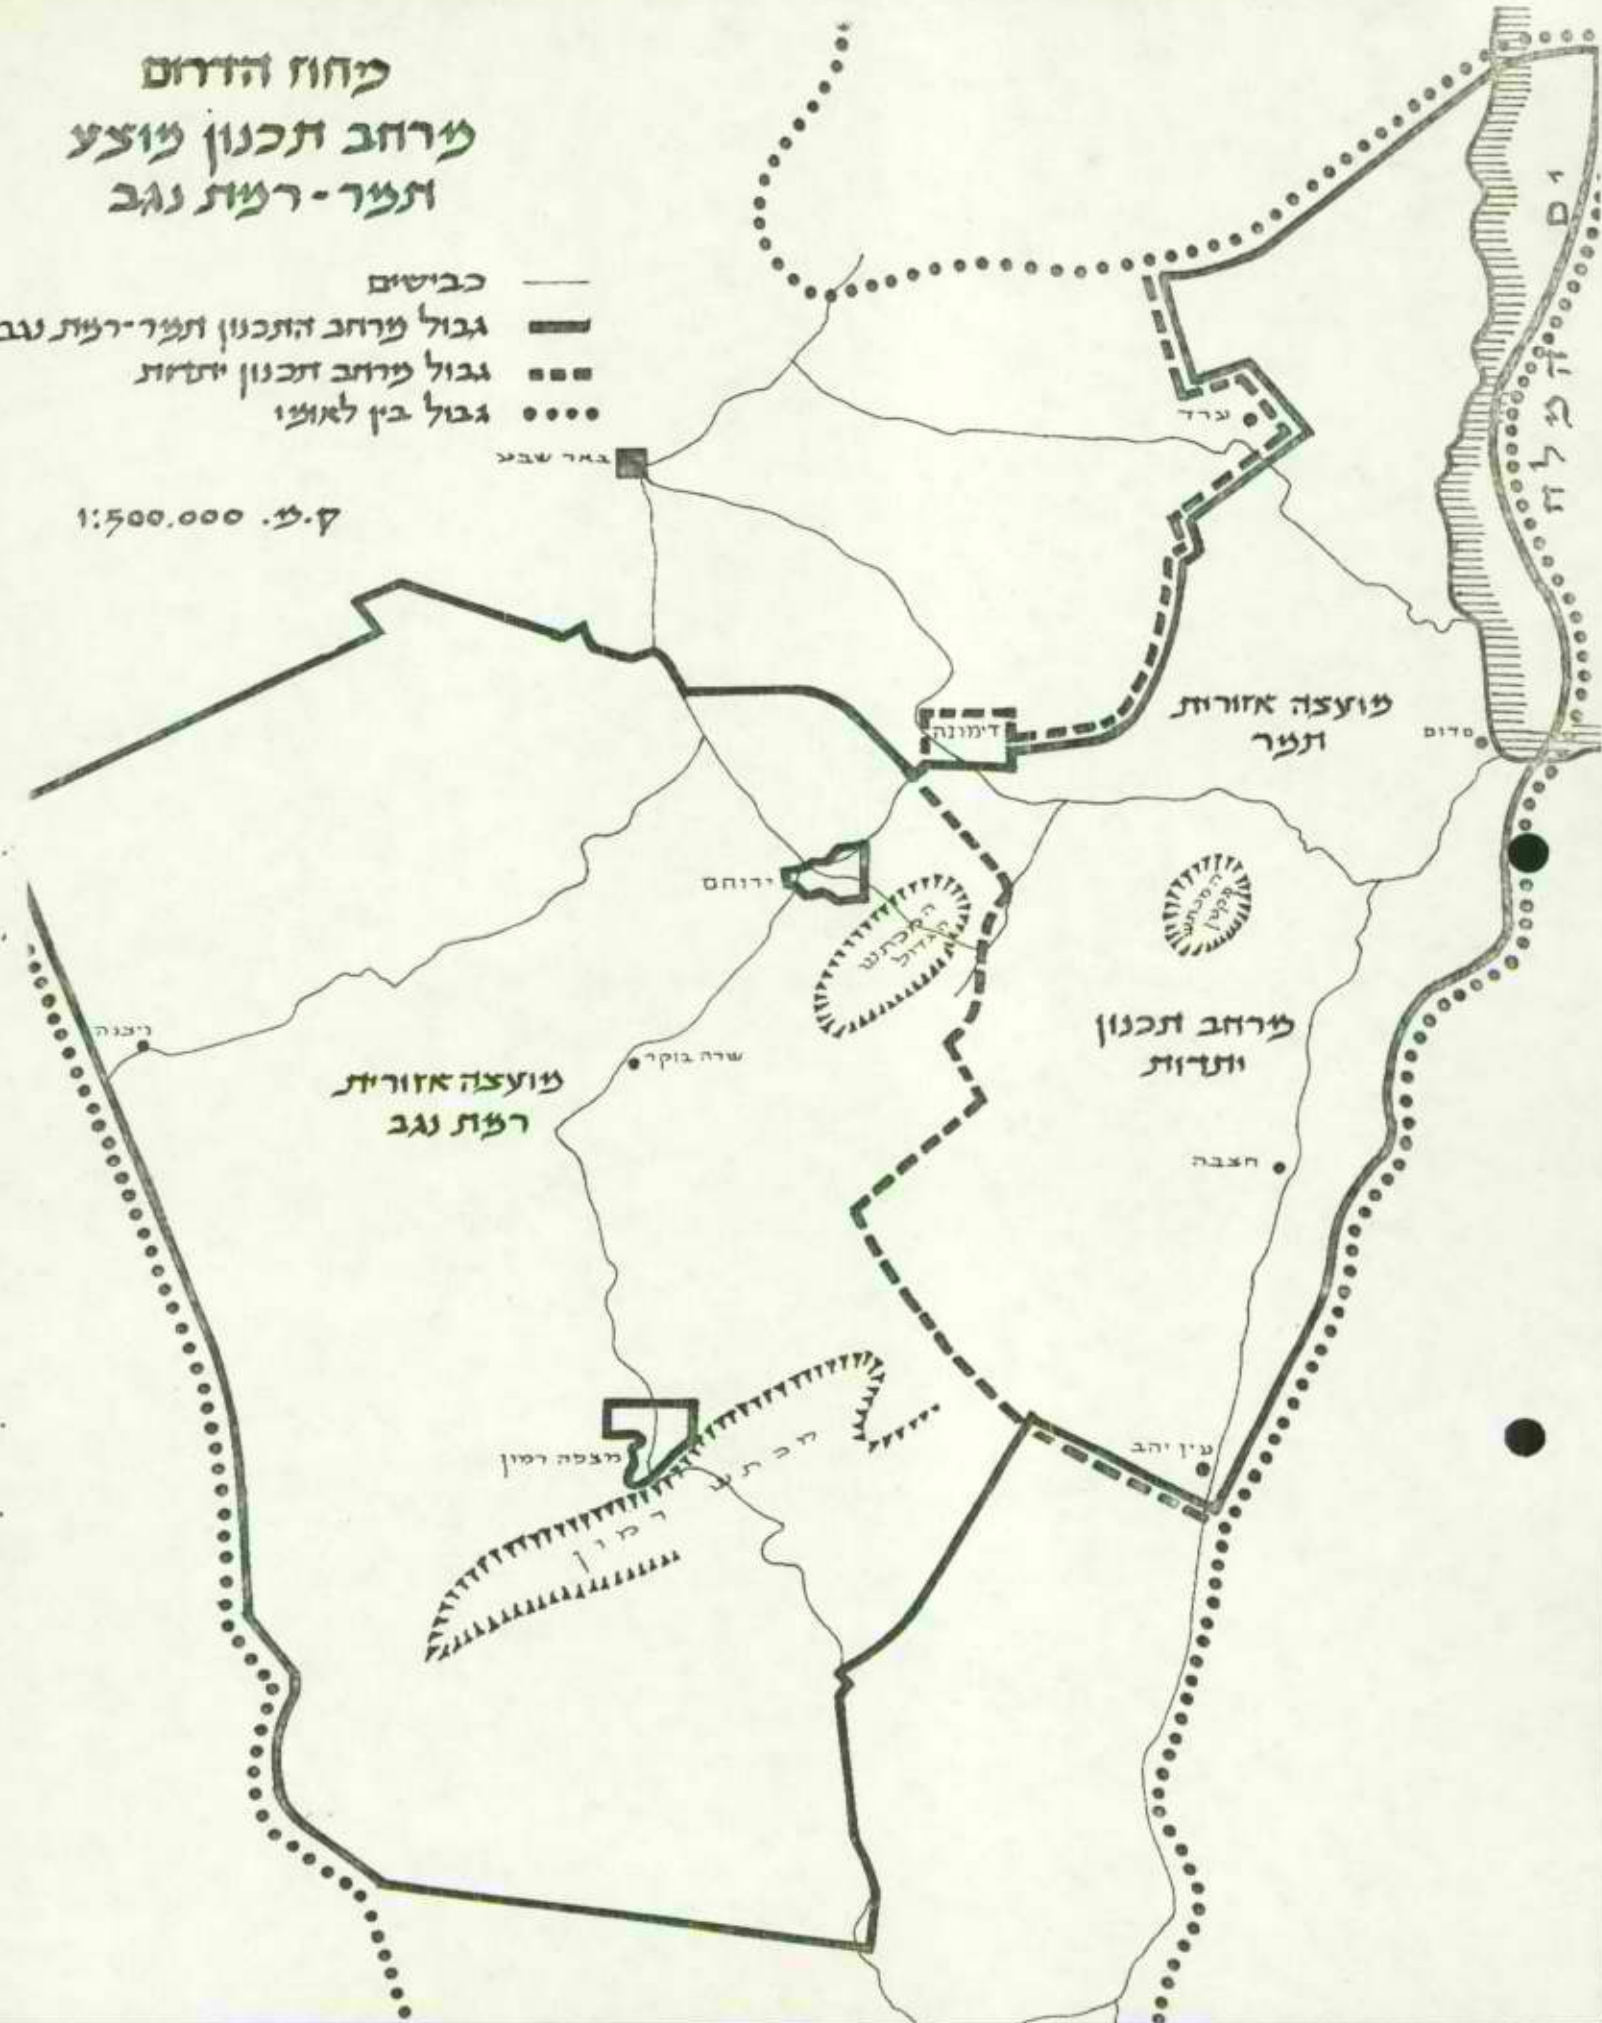 מחוז הדרום
מרחב תכנון מוצע
תמר - רמת נגב
כבישים
גבול מרחב התכנון תמר-רמת נגב
גבול מרחב תכנון יתדות
גבול בין לאומי
ק.מ. 1:500.000
ים המלח
ערד
באר שבע
מועצה אזורית
תמר
סדום
דימונה
ירוחם
המכתש
הגדול
המכתש
הקטן
מרחב תכנון
יתדות
ניצנה
שדה בוקר
מועצה אזורית
רמת נגב
חצבה
עין יהב
מצפה רמון
מכתש
רמון